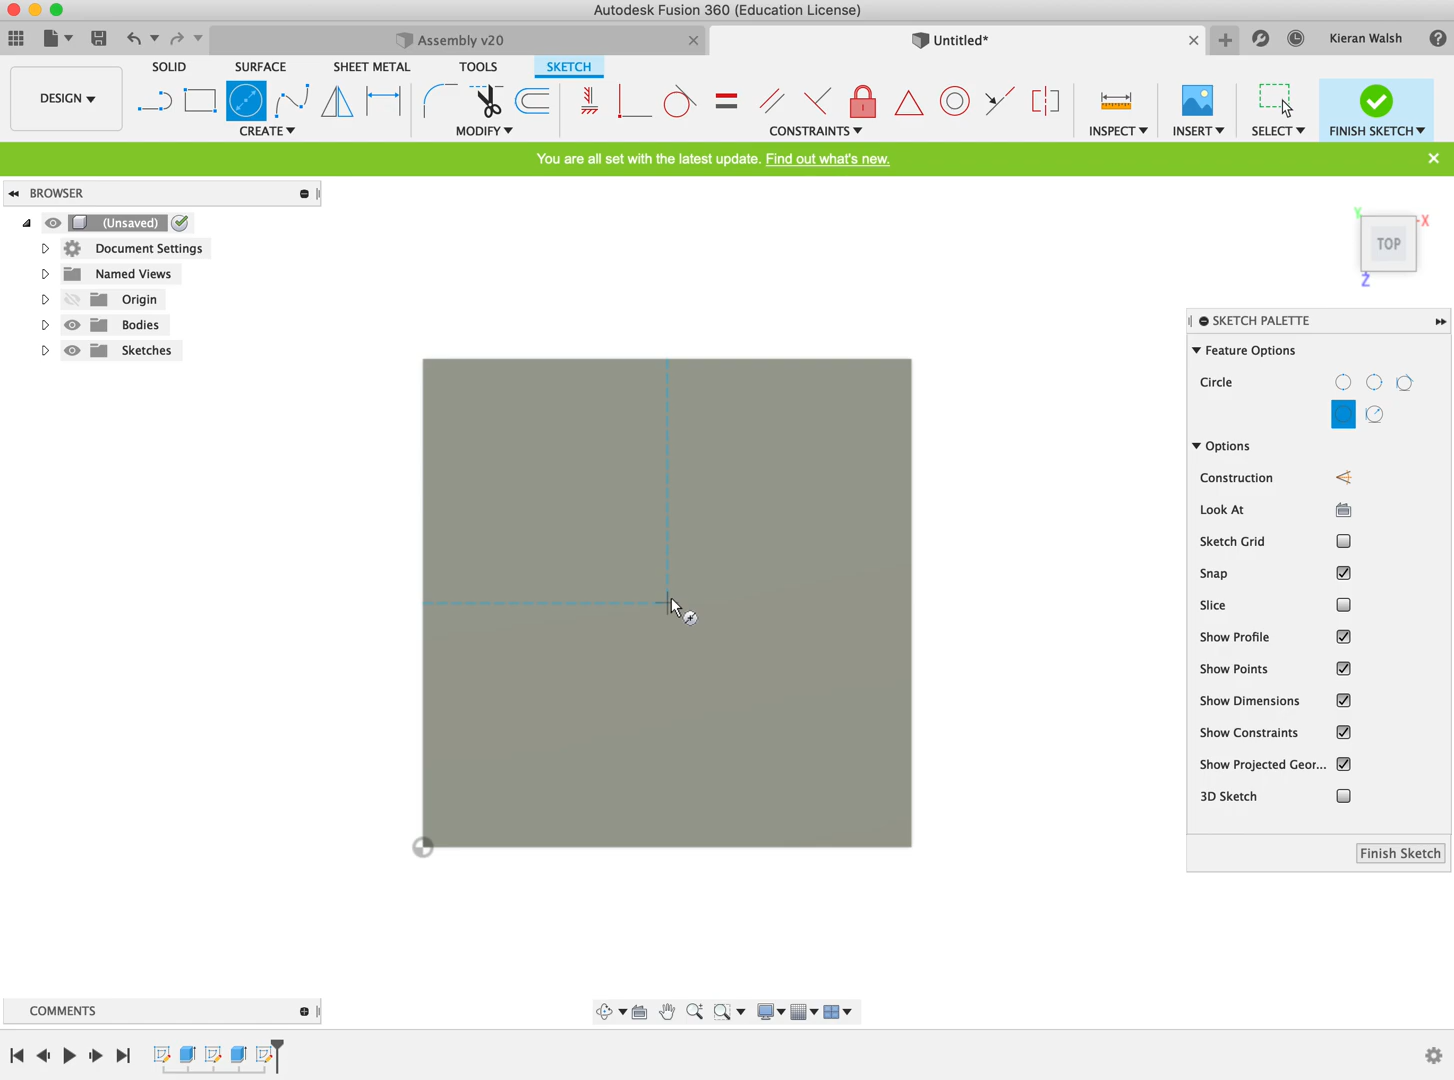 Autodesk Fusion 360 (Education License)
Assembly v20
Untitled*
Kieran Walsh
SOLID SURFACE SHEET METAL TOOLS SKETCH
DESIGN
CREATE MODIFY CONSTRAINTS INSPECT INSERT SELECT FINISH SKETCH
You are all set with the latest update. Find out what's new.
BROWSER
(Unsaved)
Document Settings
Named Views
Origin
Bodies
Sketches
Y
X
TOP
Z
SKETCH PALETTE
Feature Options
Circle
Options
Construction
Look At
Sketch Grid
Snap
Slice
Show Profile
Show Points
Show Dimensions
Show Constraints
Show Projected Geor...
3D Sketch
Finish Sketch
COMMENTS